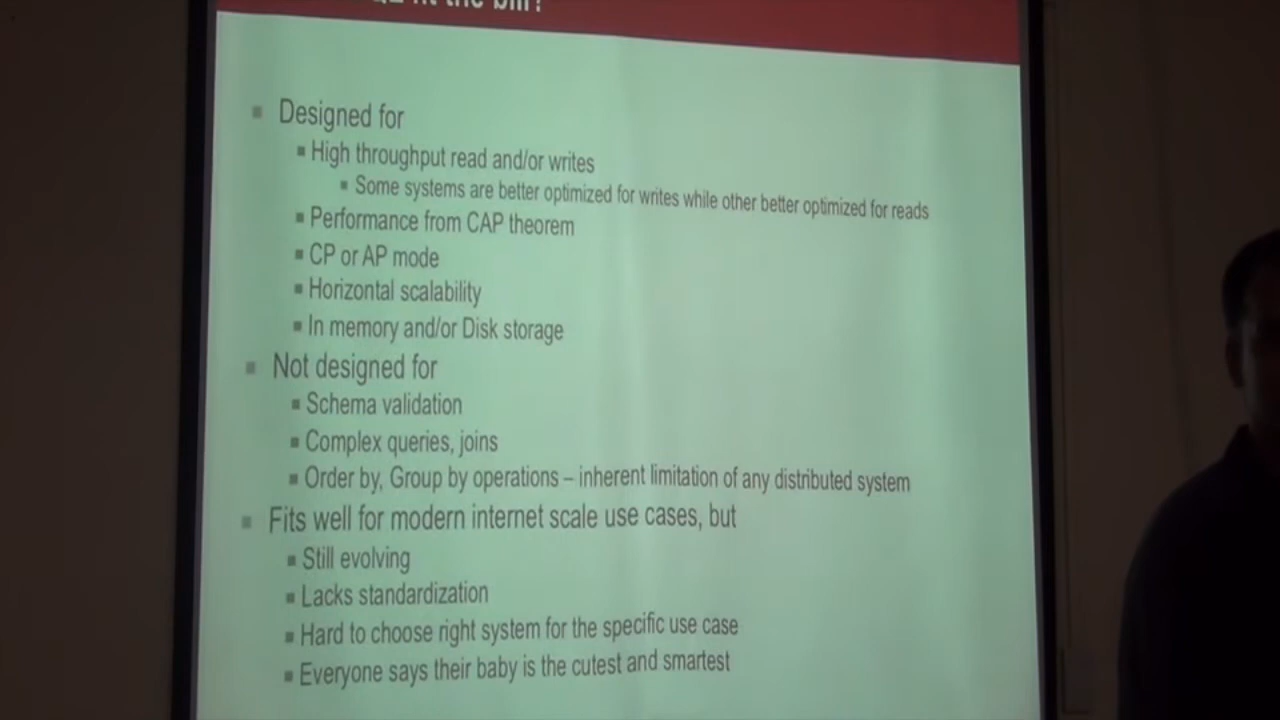 fit the bill?
Designed for
High throughput read and/or writes
Some systems are better optimized for writes while other better optimized for reads
Performance from CAP theorem
CP or AP mode
Horizontal scalability
In memory and/or Disk storage
Not designed for
Schema validation
Complex queries, joins
Order by, Group by operations – inherent limitation of any distributed system
Fits well for modern internet scale use cases, but
Still evolving
Lacks standardization
Hard to choose right system for the specific use case
Everyone says their baby is the cutest and smartest